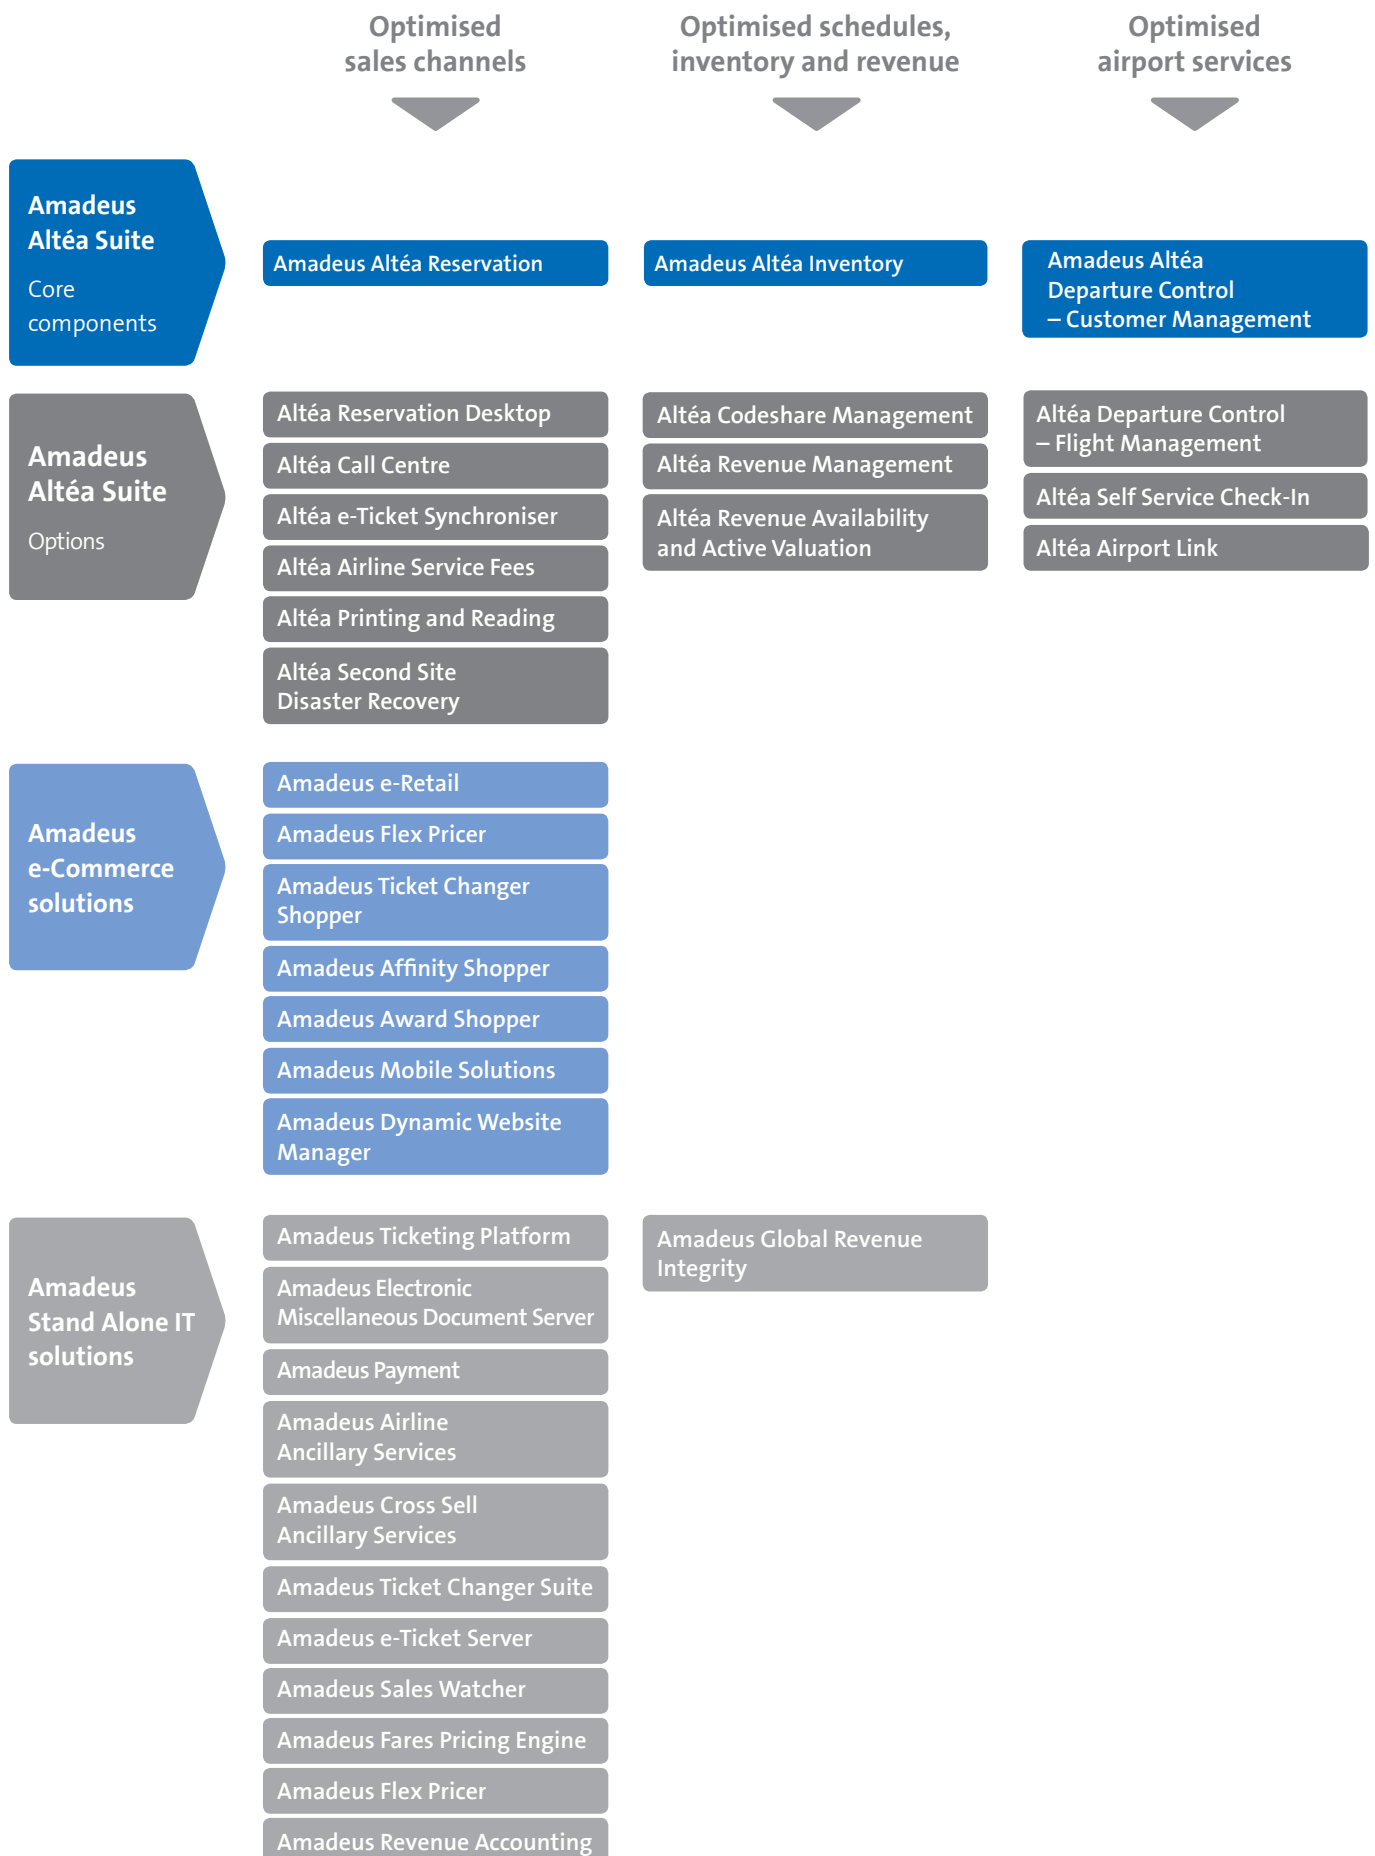 Optimised
sales channels
Optimised schedules,
inventory and revenue
Optimised
airport services
Amadeus
Altéa Suite
Core
components
Amadeus Altéa Reservation
Amadeus Altéa Inventory
Amadeus Altéa
Departure Control
– Customer Management
Amadeus
Altéa Suite
Options
Altéa Reservation Desktop
Altéa Call Centre
Altéa e-Ticket Synchroniser
Altéa Airline Service Fees
Altéa Printing and Reading
Altéa Second Site
Disaster Recovery
Altéa Codeshare Management
Altéa Revenue Management
Altéa Revenue Availability
and Active Valuation
Altéa Departure Control
– Flight Management
Altéa Self Service Check-In
Altéa Airport Link
Amadeus
e-Commerce
solutions
Amadeus e-Retail
Amadeus Flex Pricer
Amadeus Ticket Changer
Shopper
Amadeus Affinity Shopper
Amadeus Award Shopper
Amadeus Mobile Solutions
Amadeus Dynamic Website
Manager
Amadeus
Stand Alone IT
solutions
Amadeus Ticketing Platform
Amadeus Electronic
Miscellaneous Document Server
Amadeus Payment
Amadeus Airline
Ancillary Services
Amadeus Cross Sell
Ancillary Services
Amadeus Ticket Changer Suite
Amadeus e-Ticket Server
Amadeus Sales Watcher
Amadeus Fares Pricing Engine
Amadeus Flex Pricer
Amadeus Revenue Accounting
Amadeus Global Revenue
Integrity